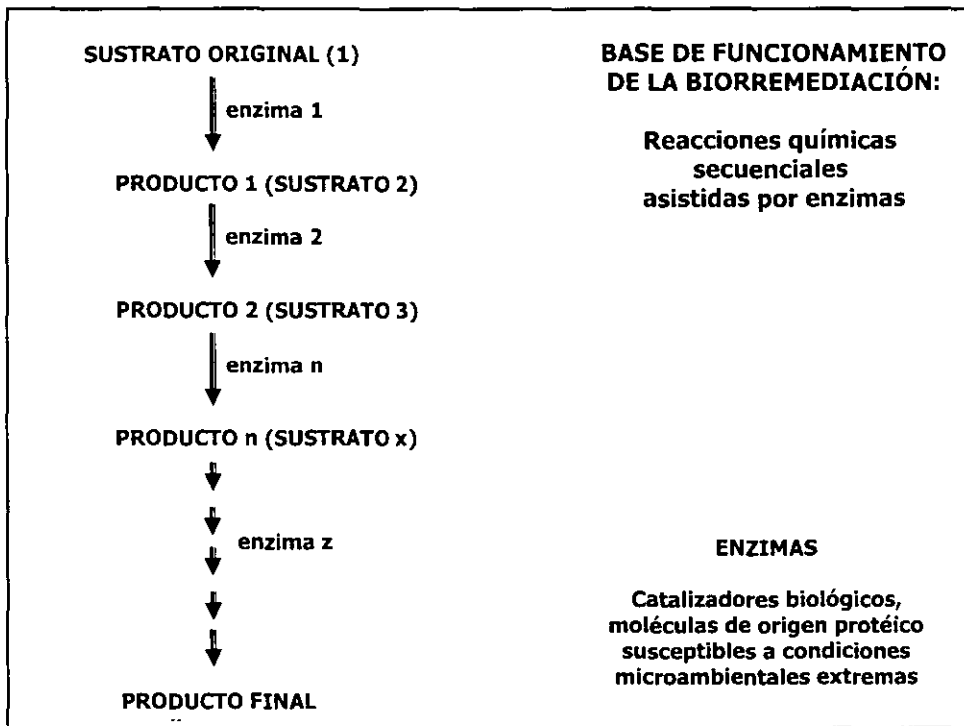 SUSTRATO ORIGINAL (1)
enzima 1
PRODUCTO 1 (SUSTRATO 2)
enzima 2
PRODUCTO 2 (SUSTRATO 3)
enzima n
PRODUCTO n (SUSTRATO x)
enzima z
PRODUCTO FINAL
BASE DE FUNCIONAMIENTO
DE LA BIORREMEDIACIÓN:
Reacciones químicas
secuenciales
asistidas por enzimas
ENZIMAS
Catalizadores biológicos,
moléculas de origen protéico
susceptibles a condiciones
microambientales extremas